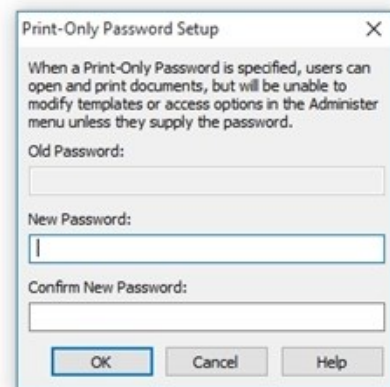 Print-Only Password Setup
When a Print-Only Password is specified, users can
open and print documents, but will be unable to
modify templates or access options in the Administer
menu unless they supply the password.
Old Password:
New Password:
Confirm New Password:
OK Cancel Help